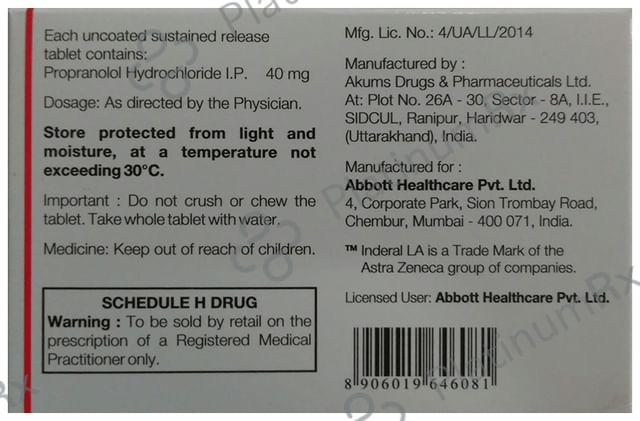 Each uncoated sustained release
tablet contains:
Propranolol Hydrochloride I.P. 40 mg
Dosage: As directed by the Physician.
Store protected from light and
moisture, at a temperature not
exceeding 30°C.
Important : Do not crush or chew the
tablet. Take whole tablet with water.
Medicine: Keep out of reach of children.
SCHEDULE H DRUG
Warning : To be sold by retail on the
prescription of a Registered Medical
Practitioner only.
Mfg. Lic. No.: 4/UA/LL/2014
Manufactured by :
Akums Drugs & Pharmaceuticals Ltd.
At: Plot No. 26A - 30, Sector - 8A, I.I.E.,
SIDCUL, Ranipur, Haridwar - 249 403,
(Uttarakhand), India.
Manufactured for :
Abbott Healthcare Pvt. Ltd.
4, Corporate Park, Sion Trombay Road,
Chembur, Mumbai - 400 071, India.
™ Inderal LA is a Trade Mark of the
Astra Zeneca group of companies.
Licensed User: Abbott Healthcare Pvt. Ltd.
8 906019 646081
PlatinumRx